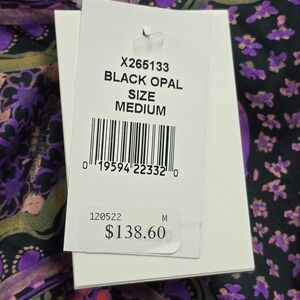 X265133
BLACK OPAL
SIZE
MEDIUM
0 19594 22332 0
120522 M
$138.60